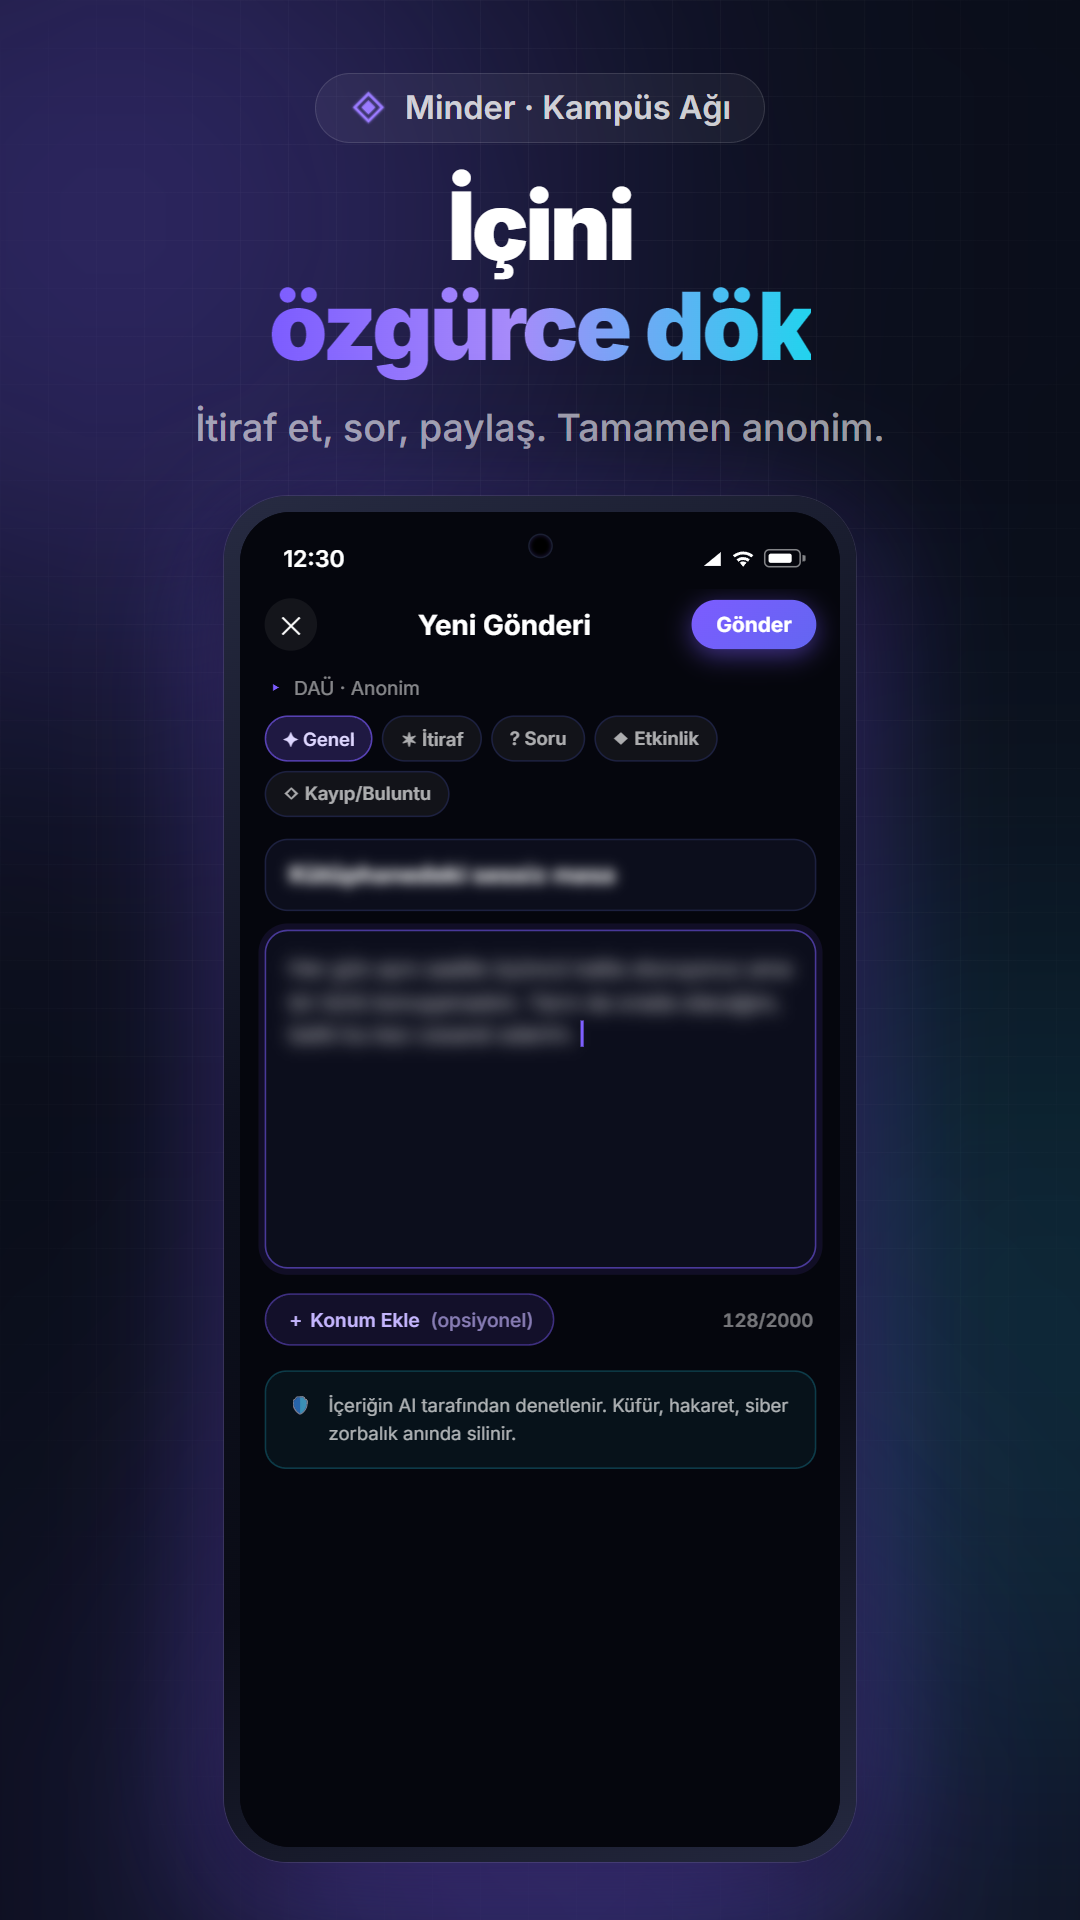 Minder · Kampüs Ağı
İçini
özgürce dök
İtiraf et, sor, paylaş. Tamamen anonim.
12:30
Yeni Gönderi
Gönder
DAÜ · Anonim
✦ Genel
✶ İtiraf
? Soru
◆ Etkinlik
◇ Kayıp/Buluntu
+ Konum Ekle (opsiyonel)
128/2000
İçeriğin AI tarafından denetlenir. Küfür, hakaret, siber
zorbalık anında silinir.